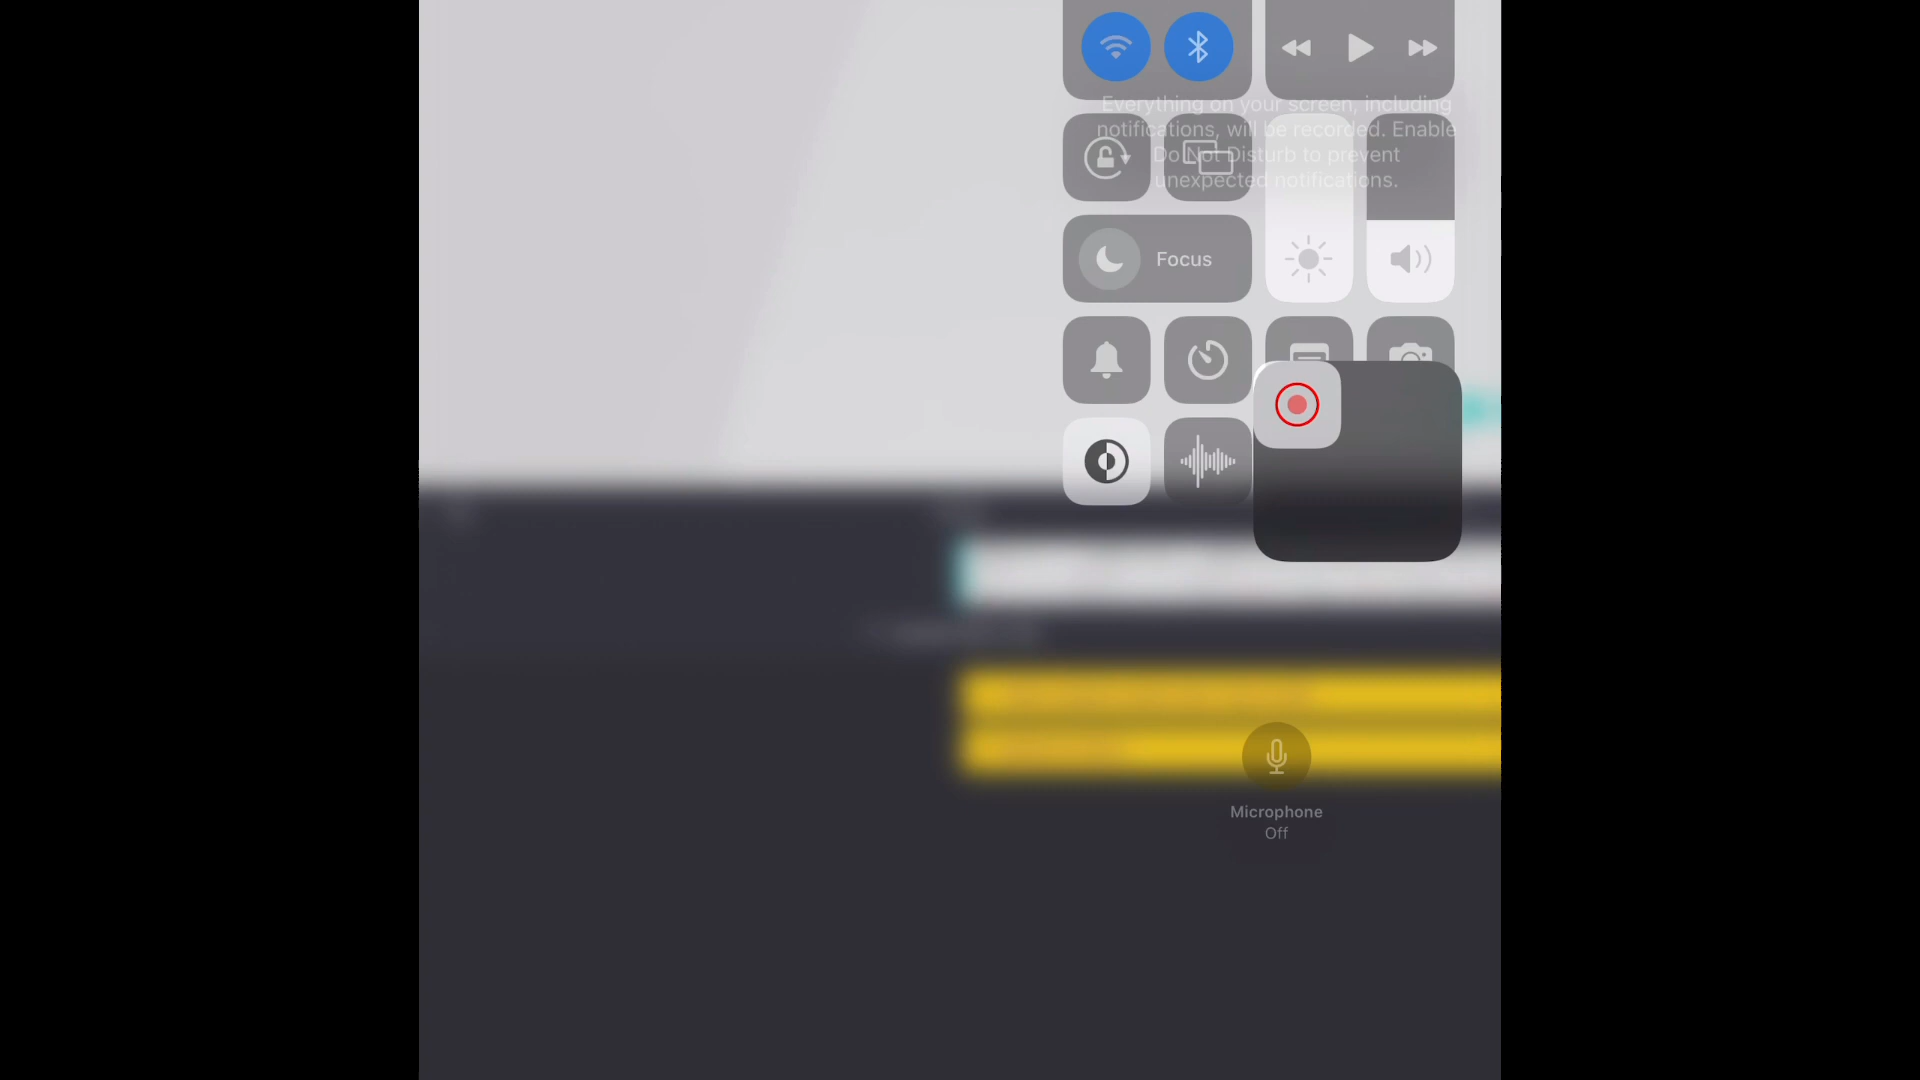 Everything on your screen, including
notifications, will be recorded. Enable
Do Not Disturb to prevent
unexpected notifications.
Focus
Microphone
Off